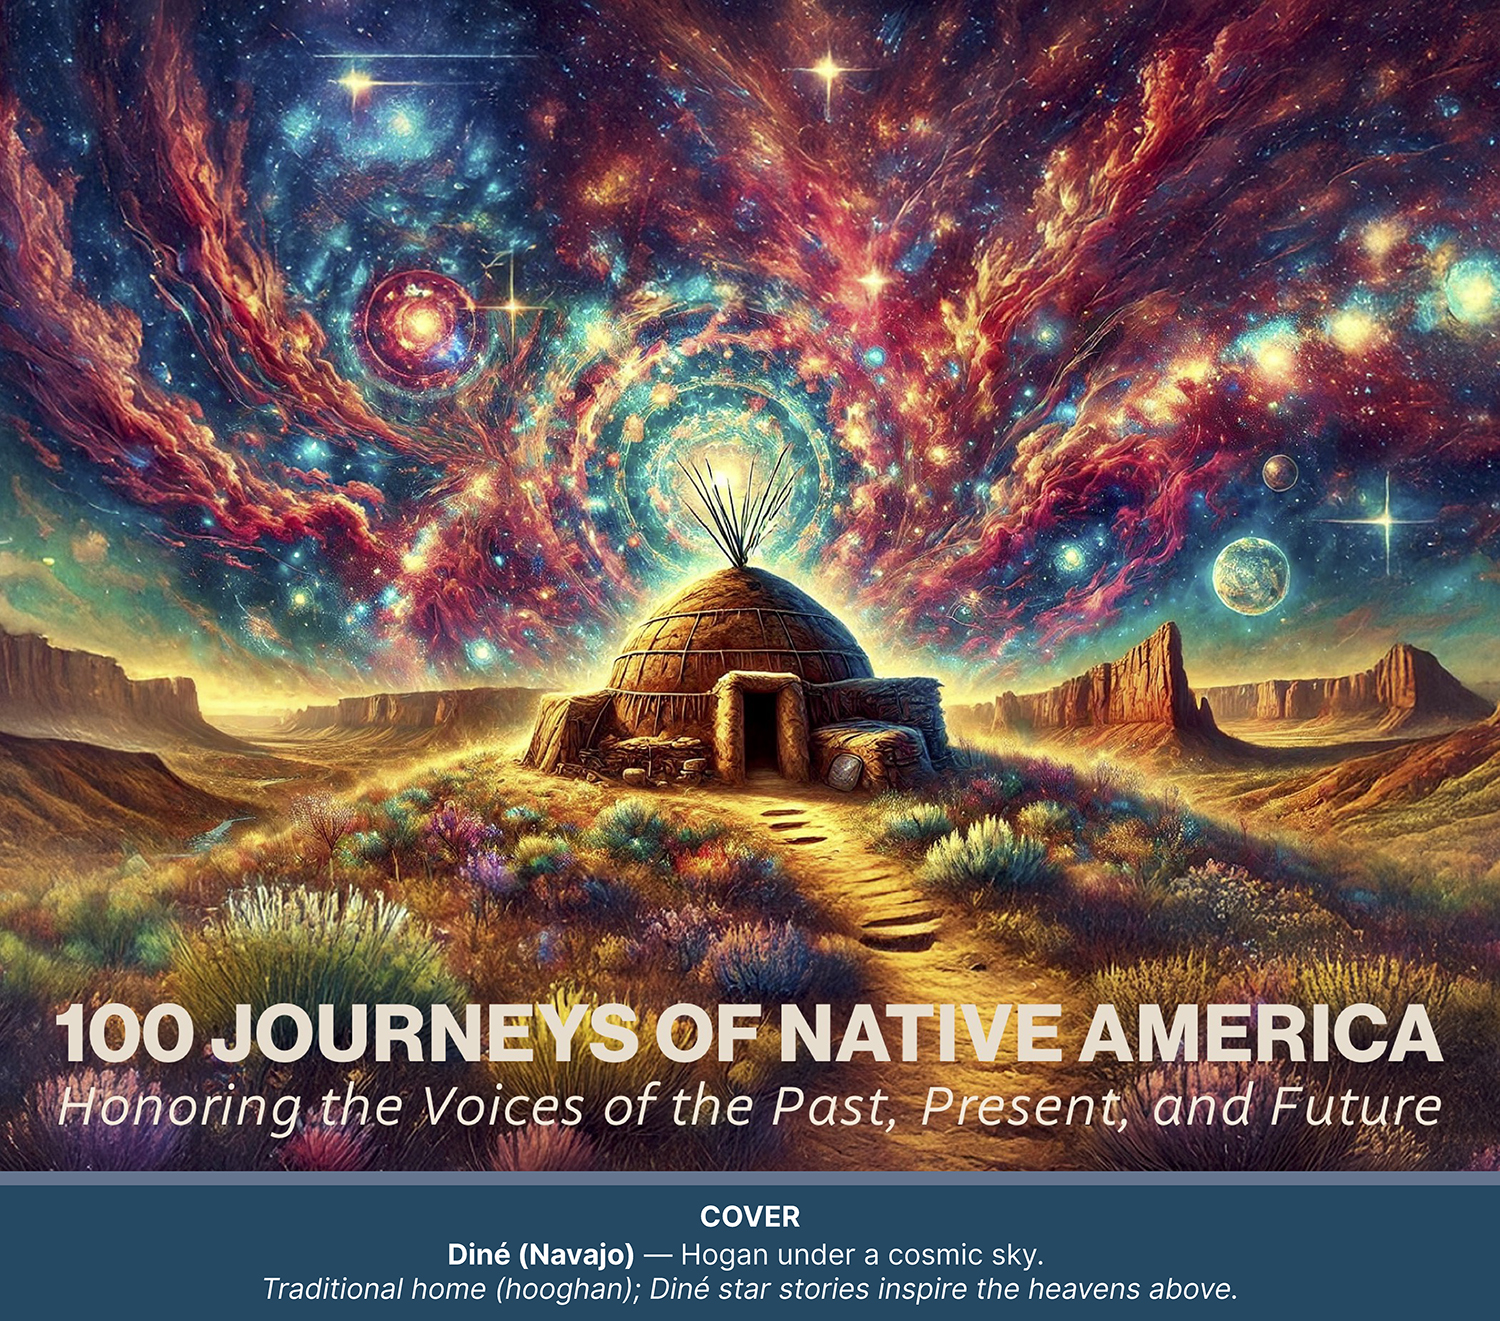 100 JOURNEYS OF NATIVE AMERICA
Honoring the Voices of the Past, Present, and Future
COVER
Diné (Navajo) — Hogan under a cosmic sky.
Traditional home (hooghan); Diné star stories inspire the heavens above.